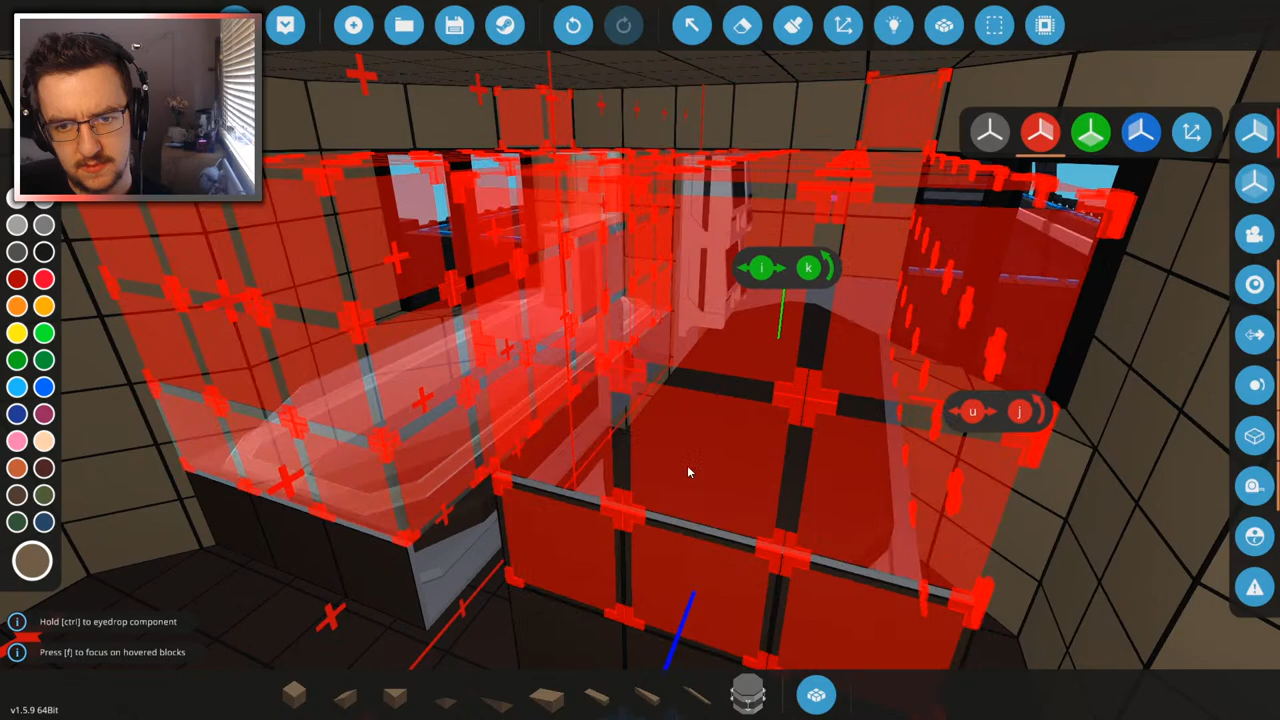 i k
u j
Hold [ctrl] to eyedrop component
Press [f] to focus on hovered blocks
v1.5.9 64Bit